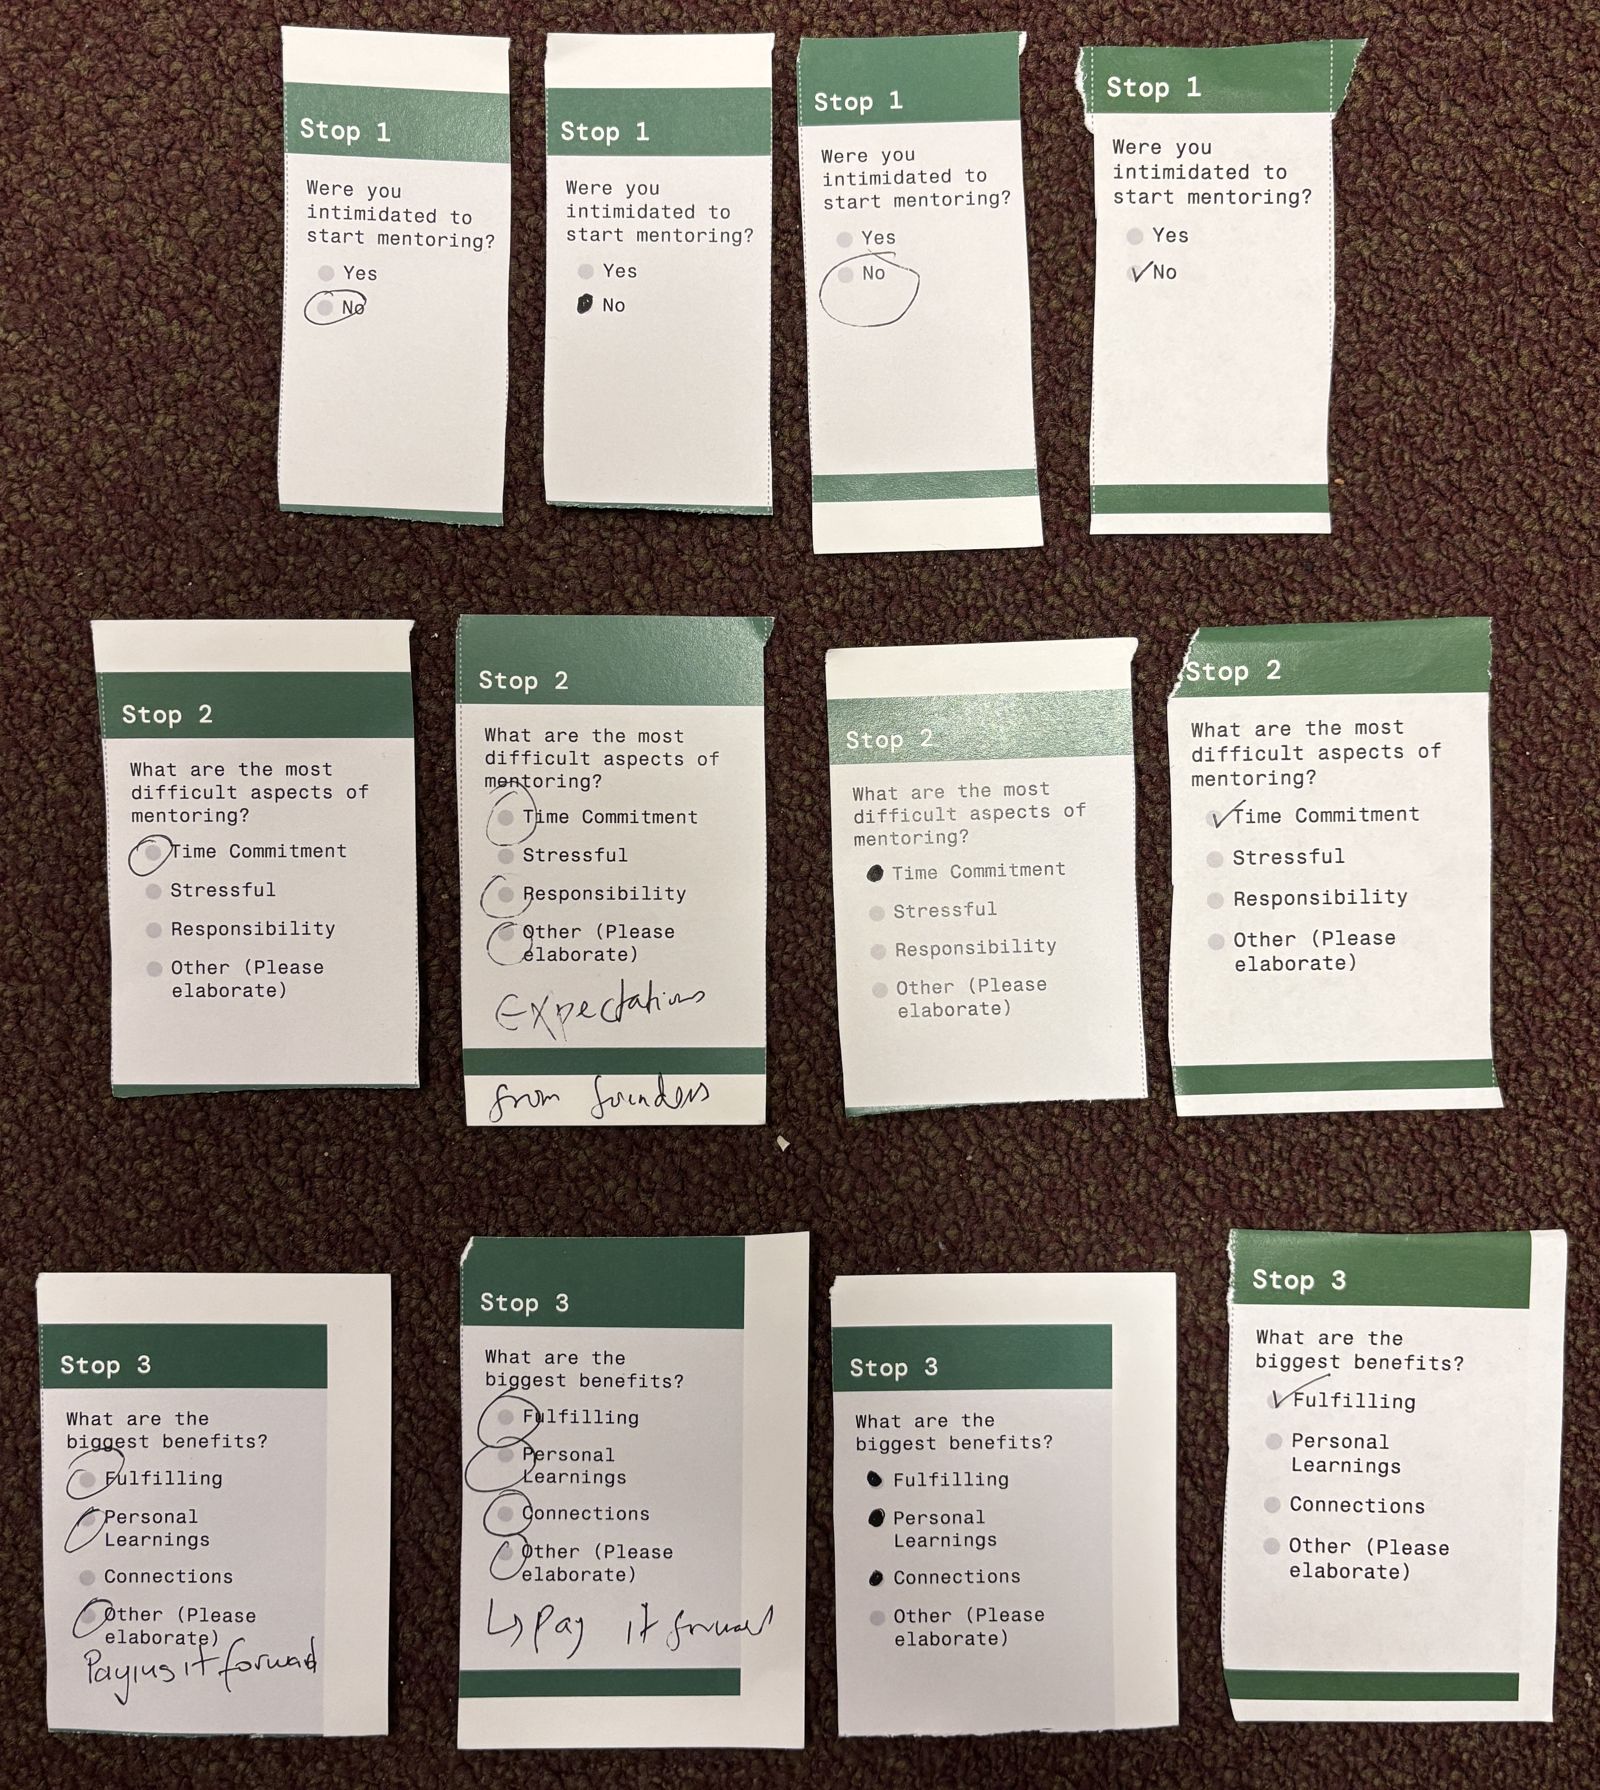 Stop 1
Were you
intimidated to
start mentoring?
Yes
No
Stop 1
Were you
intimidated to
start mentoring?
Yes
No
Stop 1
Were you
intimidated to
start mentoring?
Yes
No
Stop 1
Were you
intimidated to
start mentoring?
Yes
No
Stop 2
What are the most
difficult aspects of
mentoring?
Time Commitment
Stressful
Responsibility
Other (Please
elaborate)
Stop 2
What are the most
difficult aspects of
mentoring?
Time Commitment
Stressful
Responsibility
Other (Please
elaborate)
Expectations
from founders
Stop 2
What are the most
difficult aspects of
mentoring?
Time Commitment
Stressful
Responsibility
Other (Please
elaborate)
Stop 2
What are the most
difficult aspects of
mentoring?
Time Commitment
Stressful
Responsibility
Other (Please
elaborate)
Stop 3
What are the
biggest benefits?
Fulfilling
Personal
Learnings
Connections
Other (Please
elaborate)
Paying it forward
Stop 3
What are the
biggest benefits?
Fulfilling
Personal
Learnings
Connections
Other (Please
elaborate)
Pay it forward
Stop 3
What are the
biggest benefits?
Fulfilling
Personal
Learnings
Connections
Other (Please
elaborate)
Stop 3
What are the
biggest benefits?
Fulfilling
Personal
Learnings
Connections
Other (Please
elaborate)